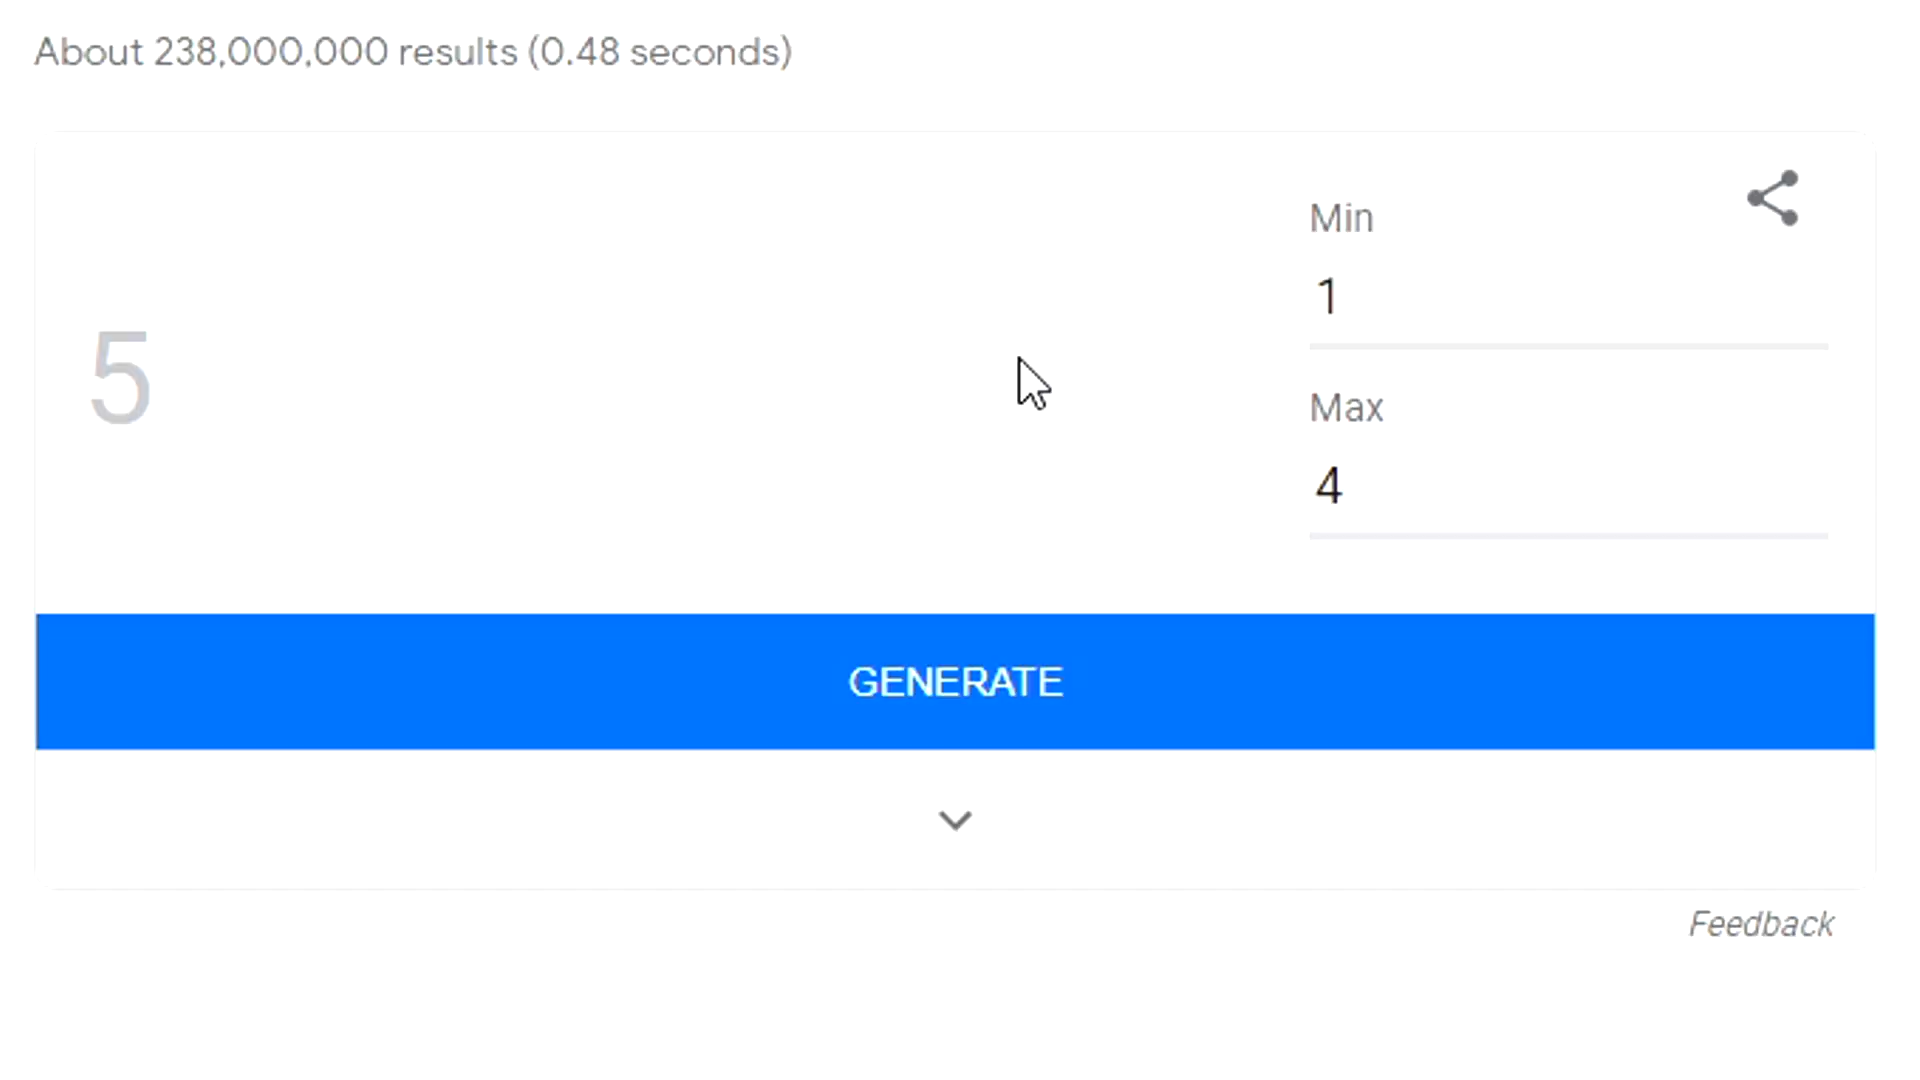 About 238,000,000 results (0.48 seconds)
Min
1
5
Max
4
GENERATE
Feedback